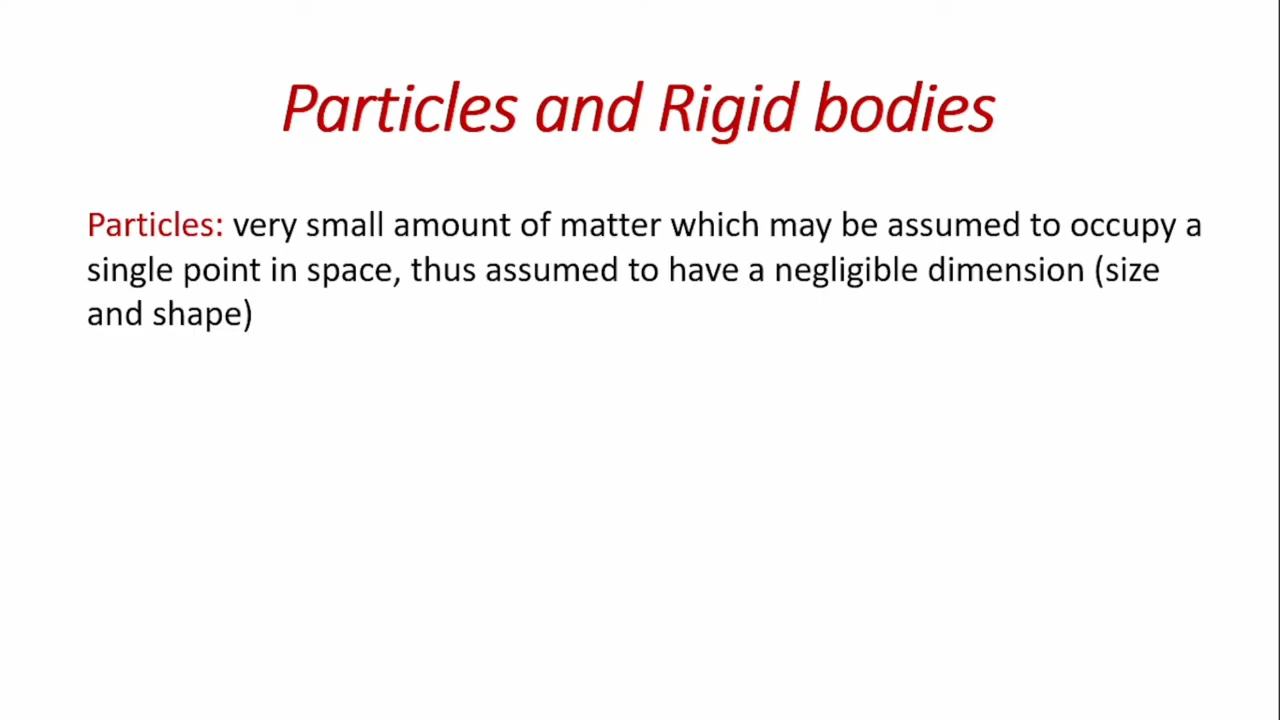 Particles and Rigid bodies
Particles: very small amount of matter which may be assumed to occupy a
single point in space, thus assumed to have a negligible dimension (size
and shape)